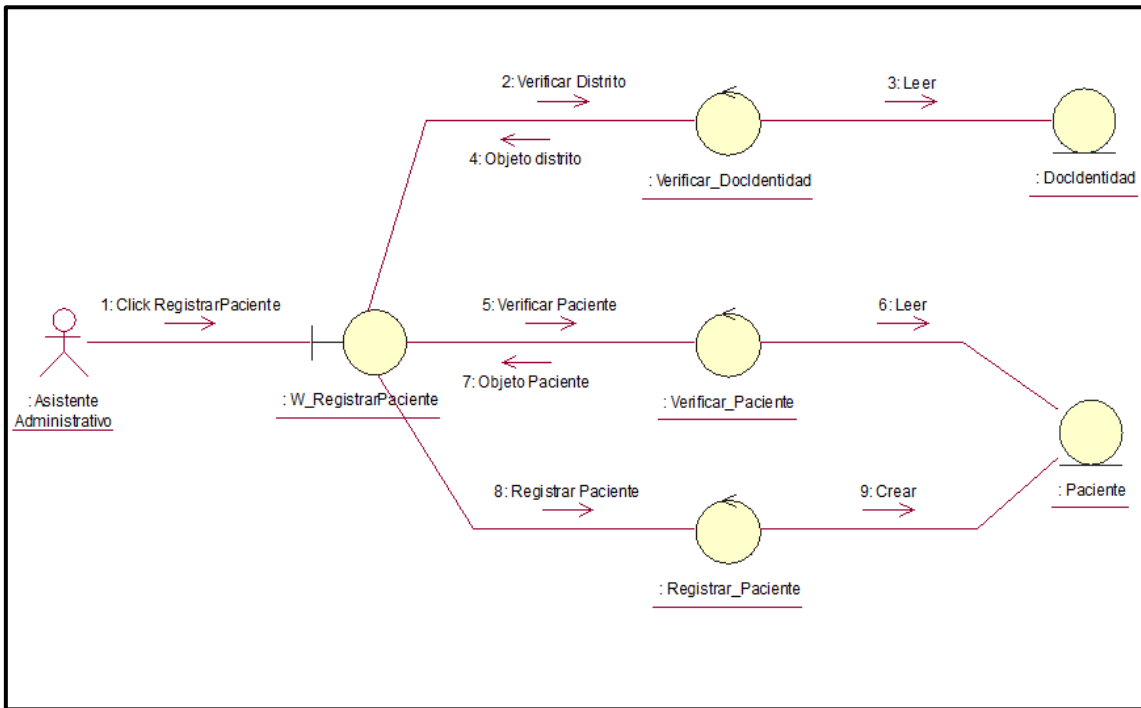 2: Verificar Distrito
3: Leer
4: Objeto distrito
: Verificar_DocIdentidad
: DocIdentidad
1: Click RegistrarPaciente
5: Verificar Paciente
6: Leer
7: Objeto Paciente
: Asistente
Administrativo
: W_RegistrarPaciente
: Verificar_Paciente
8: Registrar Paciente
9: Crear
: Paciente
: Registrar_Paciente